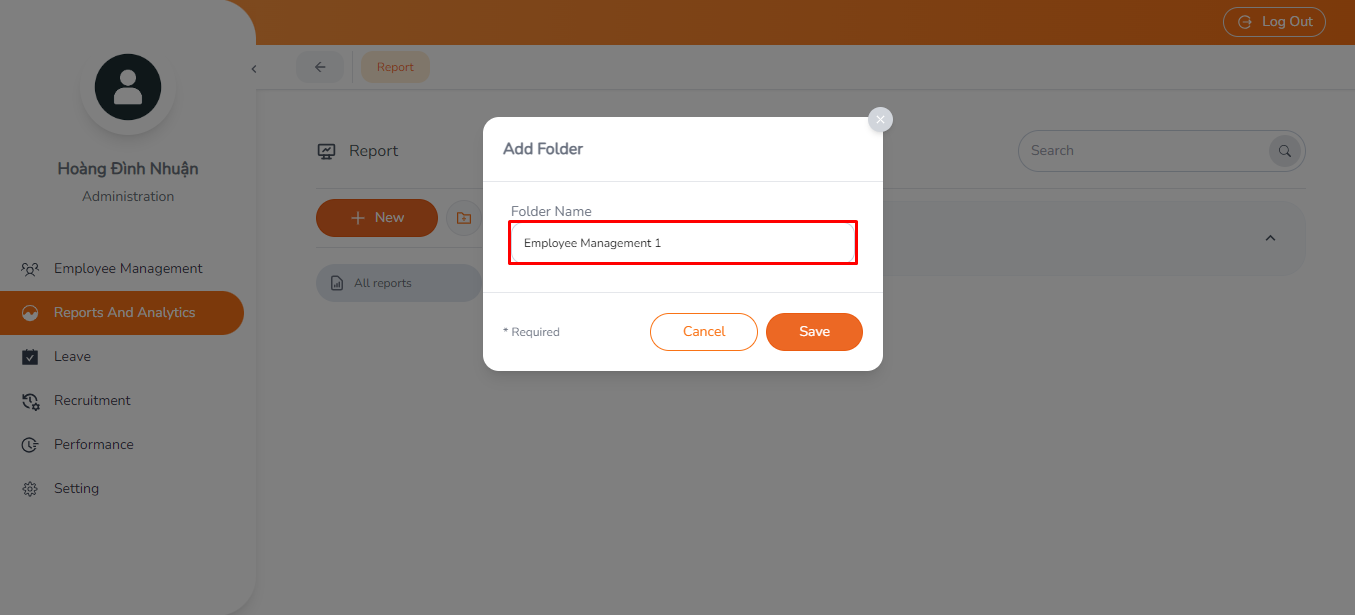 Log Out
Report
Hoàng Đình Nhuận
Administration
Employee Management
Reports And Analytics
Leave
Recruitment
Performance
Setting
Report
Search
New
All reports
Add Folder
Folder Name
Employee Management 1
* Required
Cancel
Save